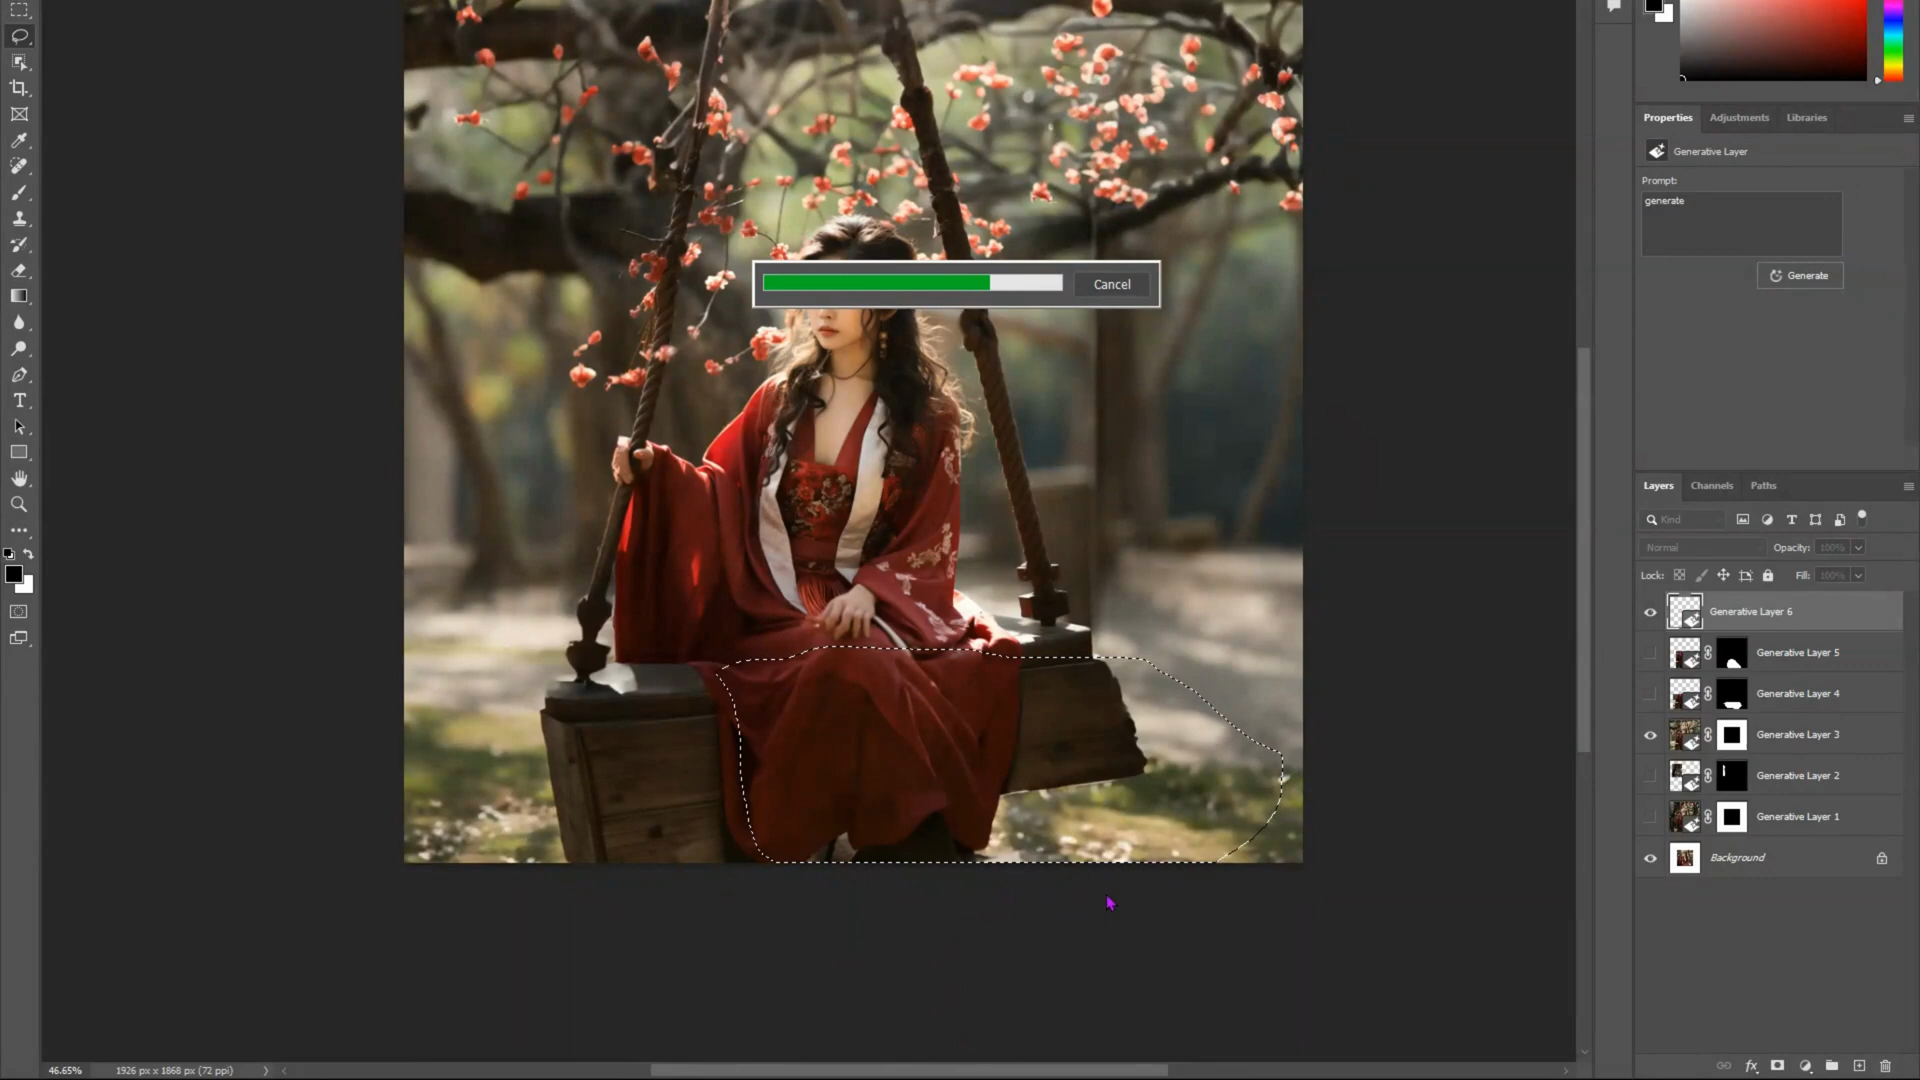 Properties
Adjustments
Libraries
Generative Layer
Prompt:
generate
Generate
Cancel
Layers
Channels
Paths
Kind
Normal
Opacity: 100%
Lock:
Fill: 100%
Generative Layer 6
Generative Layer 5
Generative Layer 4
Generative Layer 3
Generative Layer 2
Generative Layer 1
Background
46.65%
1926 px x 1868 px (72 ppi)